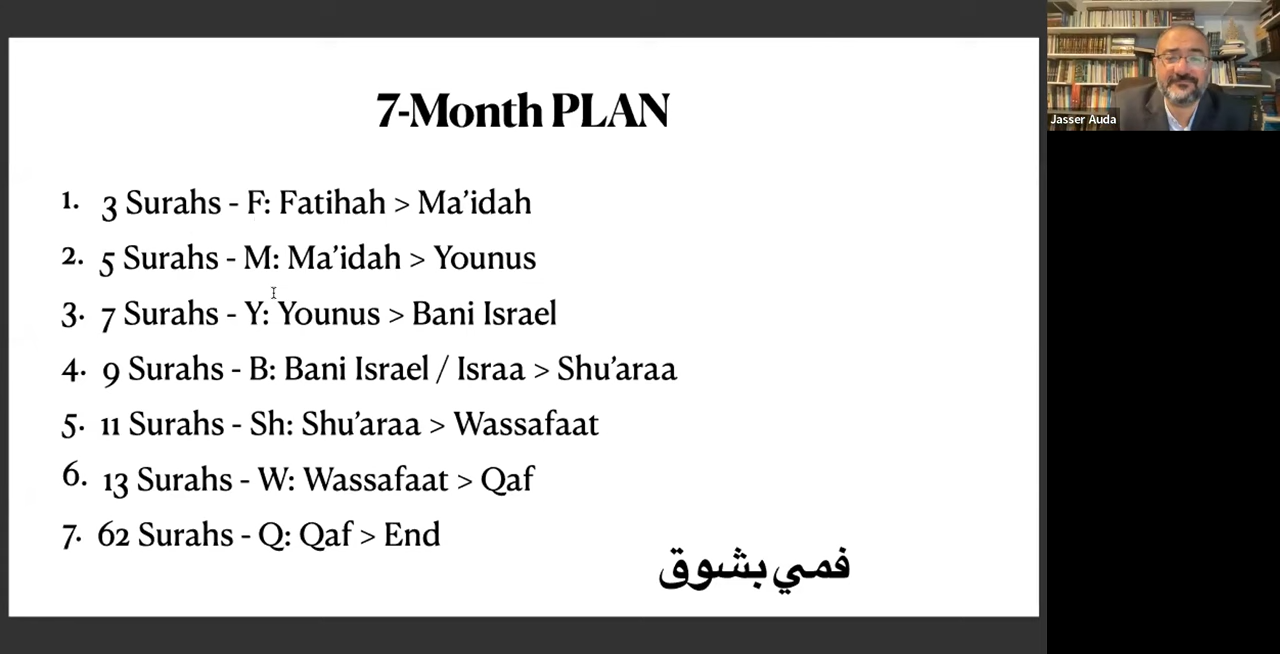 7-Month PLAN
1. 3 Surahs - F: Fatihah > Ma’idah
2. 5 Surahs - M: Ma’idah > Younus
3. 7 Surahs - Y: Younus > Bani Israel
4. 9 Surahs - B: Bani Israel / Israa > Shu’araa
5. 11 Surahs - Sh: Shu’araa > Wassafaat
6. 13 Surahs - W: Wassafaat > Qaf
7. 62 Surahs - Q: Qaf > End
فمي بشوق
Jasser Auda